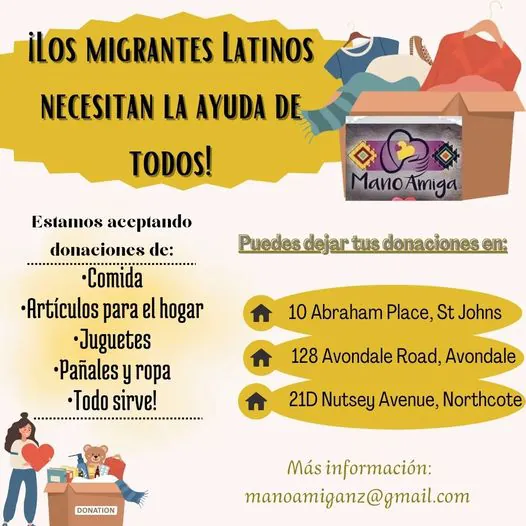 ¡Los migrantes Latinos
necesitan la ayuda de
todos!
Mano Amiga
Estamos aceptando
donaciones de:
•Comida
•Artículos para el hogar
•Juguetes
•Pañales y ropa
•Todo sirve!
Puedes dejar tus donaciones en:
10 Abraham Place, St Johns
128 Avondale Road, Avondale
21D Nutsey Avenue, Northcote
DONATION
Más información:
manoamiganz@gmail.com